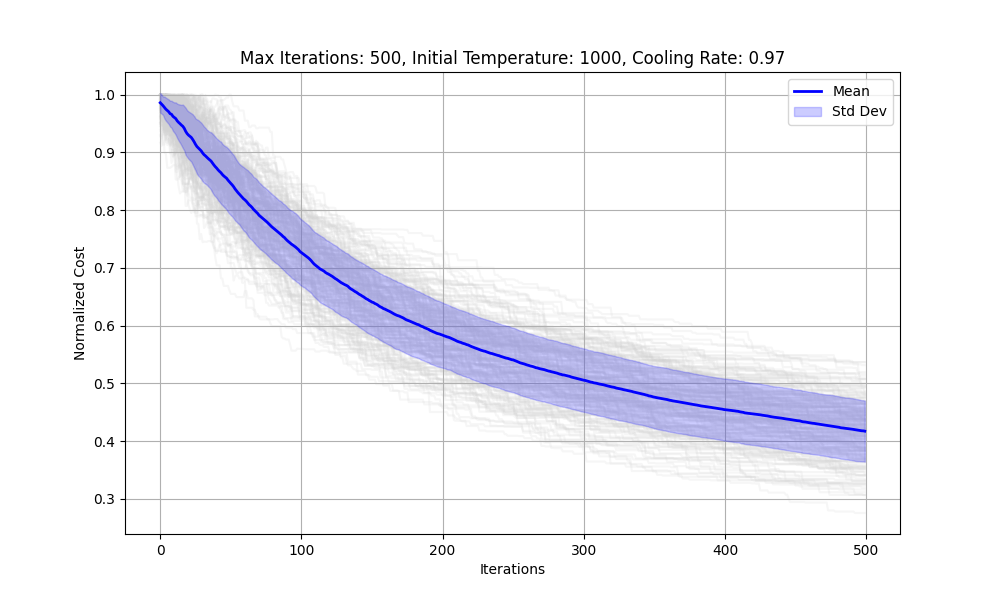 Max Iterations: 500, Initial Temperature: 1000, Cooling Rate: 0.97
Mean
Std Dev
Normalized Cost
1.0
0.9
0.8
0.7
0.6
0.5
0.4
0.3
0 100 200 300 400 500
Iterations